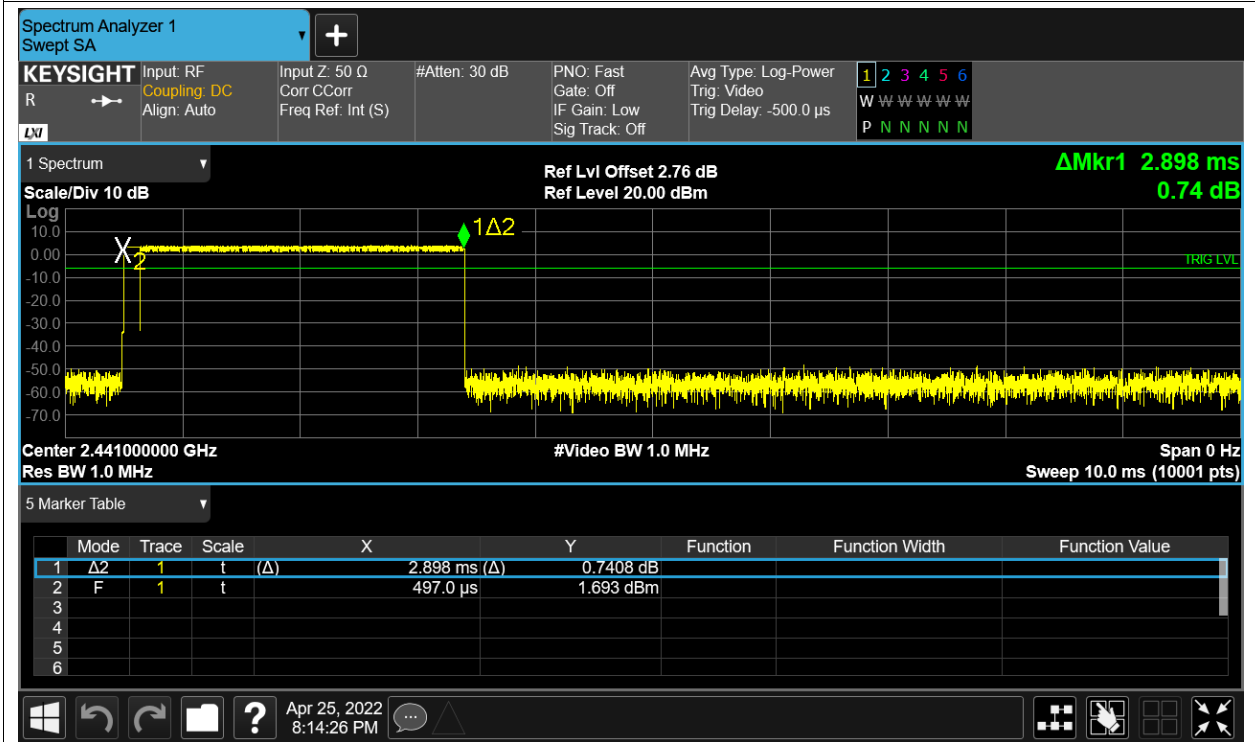 Spectrum Analyzer 1
Swept SA
KEYSIGHT
R
LXI
Input: RF
Coupling: DC
Align: Auto
Input Z: 50 Ω
Corr CCorr
Freq Ref: Int (S)
#Atten: 30 dB
PNO: Fast
Gate: Off
IF Gain: Low
Sig Track: Off
Avg Type: Log-Power
Trig: Video
Trig Delay: -500.0 µs
1 2 3 4 5 6
W W W W W W
P N N N N N
1 Spectrum
Scale/Div 10 dB
Ref Lvl Offset 2.76 dB
Ref Level 20.00 dBm
ΔMkr1 2.898 ms
0.74 dB
Log
10.0
0.00
-10.0
-20.0
-30.0
-40.0
-50.0
-60.0
-70.0
X
2
1Δ2
TRIG LVL
Center 2.441000000 GHz
Res BW 1.0 MHz
#Video BW 1.0 MHz
Span 0 Hz
Sweep 10.0 ms (10001 pts)
5 Marker Table
Mode Trace Scale X Y Function Function Width Function Value
1 Δ2 1 t (Δ) 2.898 ms (Δ) 0.7408 dB
2 F 1 t 497.0 µs 1.693 dBm
3
4
5
6
?
Apr 25, 2022
8:14:26 PM